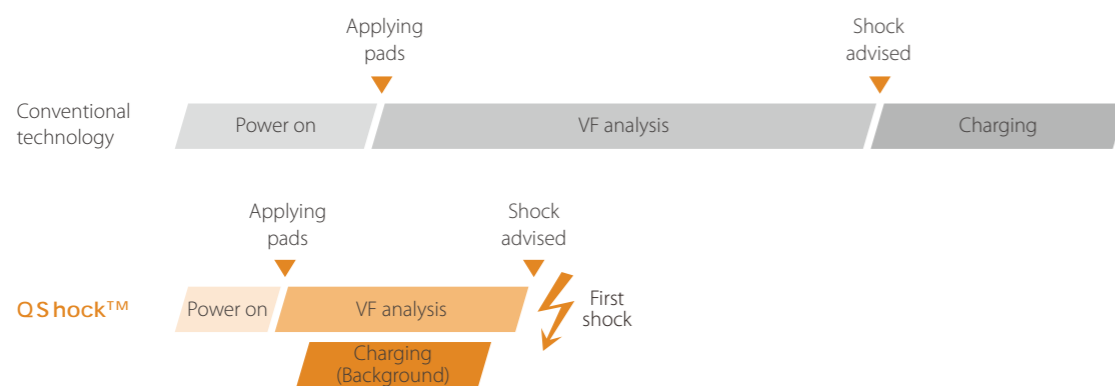 Applying
pads
Shock
advised
Conventional
technology
Power on
VF analysis
Charging
Applying
pads
Shock
advised
QShock™
Power on
VF analysis
First
shock
Charging
(Background)